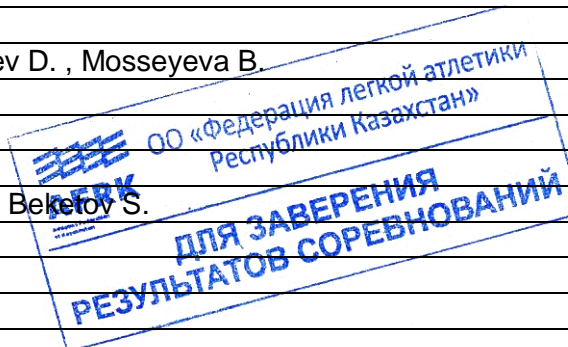 ev D. , Mosseyeva B.
ОО «Федерация легкой атлетики
Республики Казахстан»
Beketov S.
ДЛЯ ЗАВЕРЕНИЯ
РЕЗУЛЬТАТОВ СОРЕВНОВАНИЙ